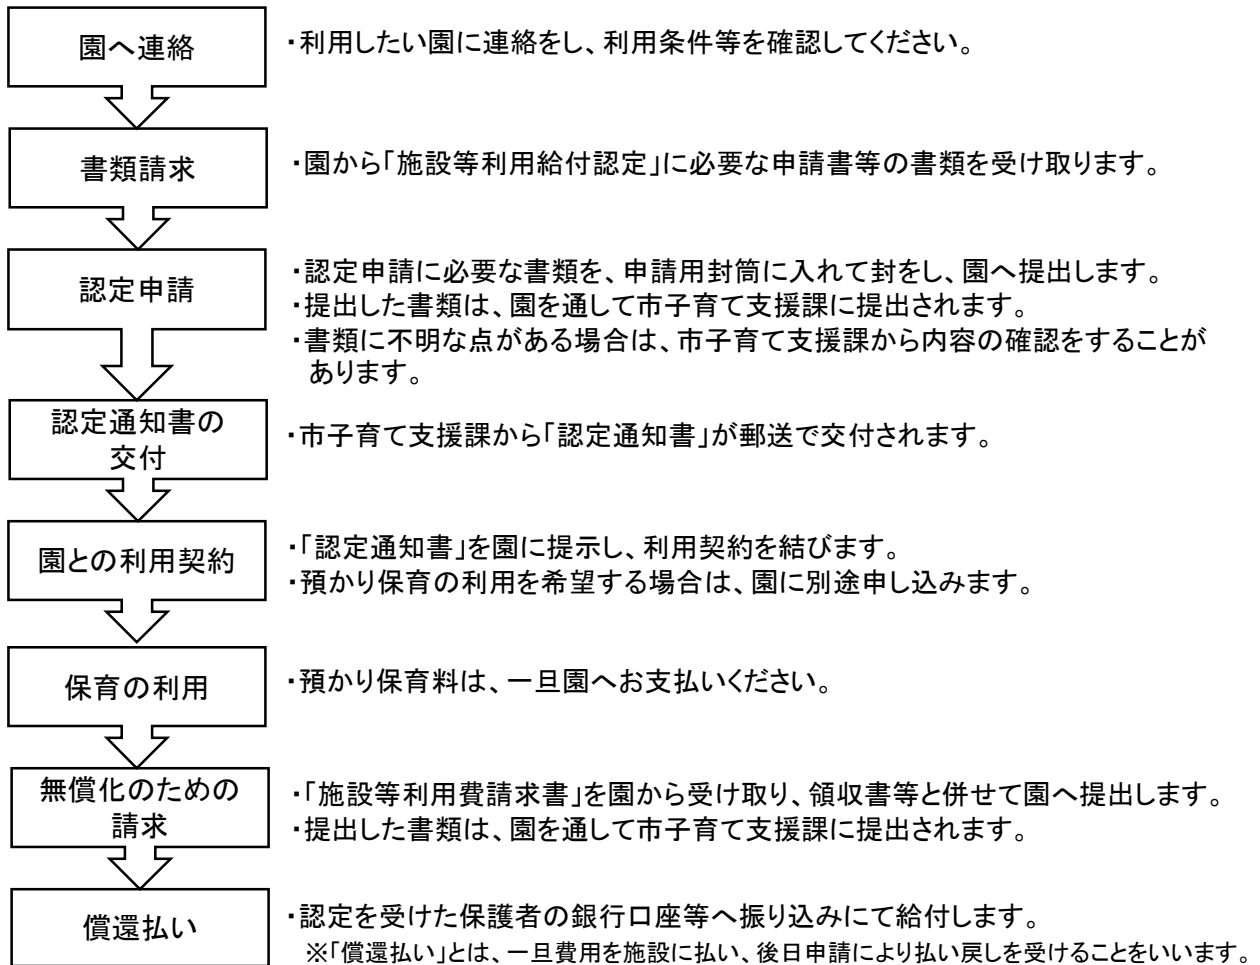 園へ連絡
・利用したい園に連絡をし、利用条件等を確認してください。
書類請求
・園から「施設等利用給付認定」に必要な申請書等の書類を受け取ります。
認定申請
・認定申請に必要な書類を、申請用封筒に入れて封をし、園へ提出します。
・提出した書類は、園を通して市子育て支援課に提出されます。
・書類に不明な点がある場合は、市子育て支援課から内容の確認をすることが
あります。
認定通知書の
交付
・市子育て支援課から「認定通知書」が郵送で交付されます。
園との利用契約
・「認定通知書」を園に提示し、利用契約を結びます。
・預かり保育の利用を希望する場合は、園に別途申し込みます。
保育の利用
・預かり保育料は、一旦園へお支払いください。
無償化のための
請求
・「施設等利用費請求書」を園から受け取り、領収書等と併せて園へ提出します。
・提出した書類は、園を通して市子育て支援課に提出されます。
償還払い
・認定を受けた保護者の銀行口座等へ振り込みにて給付します。
※「償還払い」とは、一旦費用を施設に払い、後日申請により払い戻しを受けることをいいます。